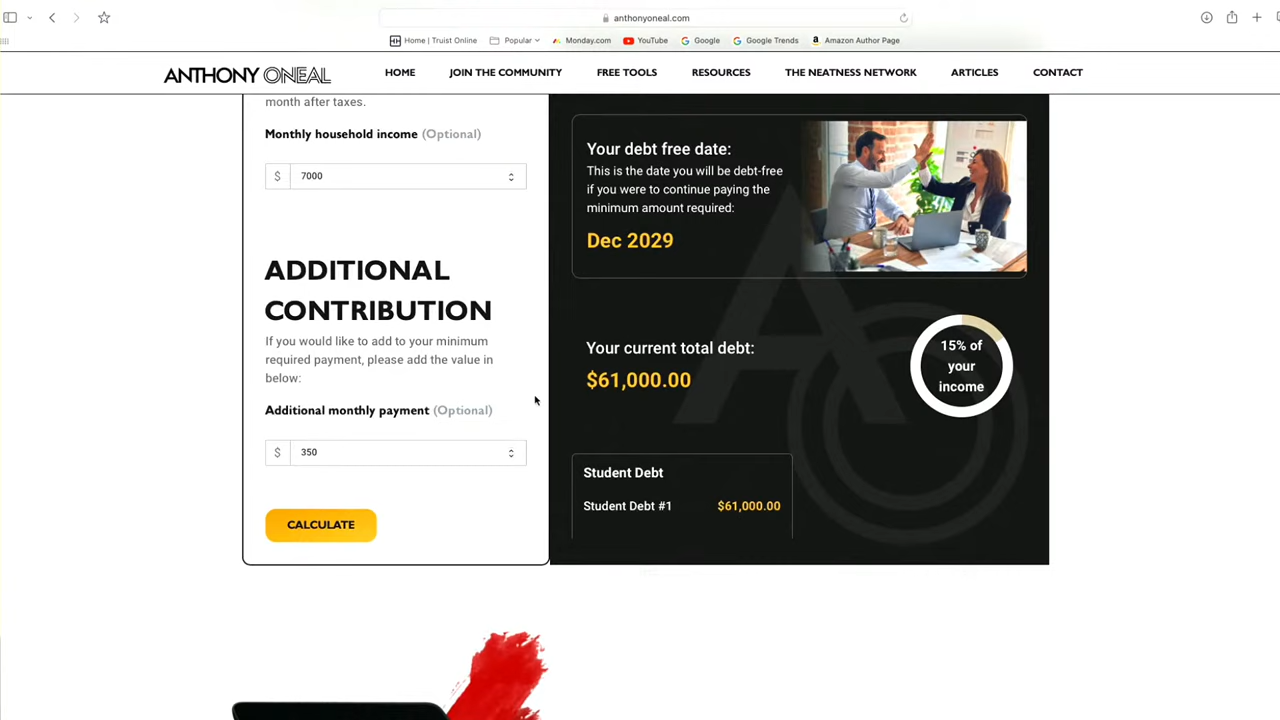 anthonyoneal.com
Home | Truist Online
Popular
Monday.com
YouTube
Google
Google Trends
Amazon Author Page
ANTHONY ONEAL
HOME
JOIN THE COMMUNITY
FREE TOOLS
RESOURCES
THE NEATNESS NETWORK
ARTICLES
CONTACT
month after taxes.
Monthly household income (Optional)
$ 7000
ADDITIONAL
CONTRIBUTION
If you would like to add to your minimum
required payment, please add the value in
below:
Additional monthly payment (Optional)
$ 350
CALCULATE
Your debt free date:
This is the date you will be debt-free
if you were to continue paying the
minimum amount required:
Dec 2029
Your current total debt:
$61,000.00
15% of
your
income
Student Debt
Student Debt #1 $61,000.00